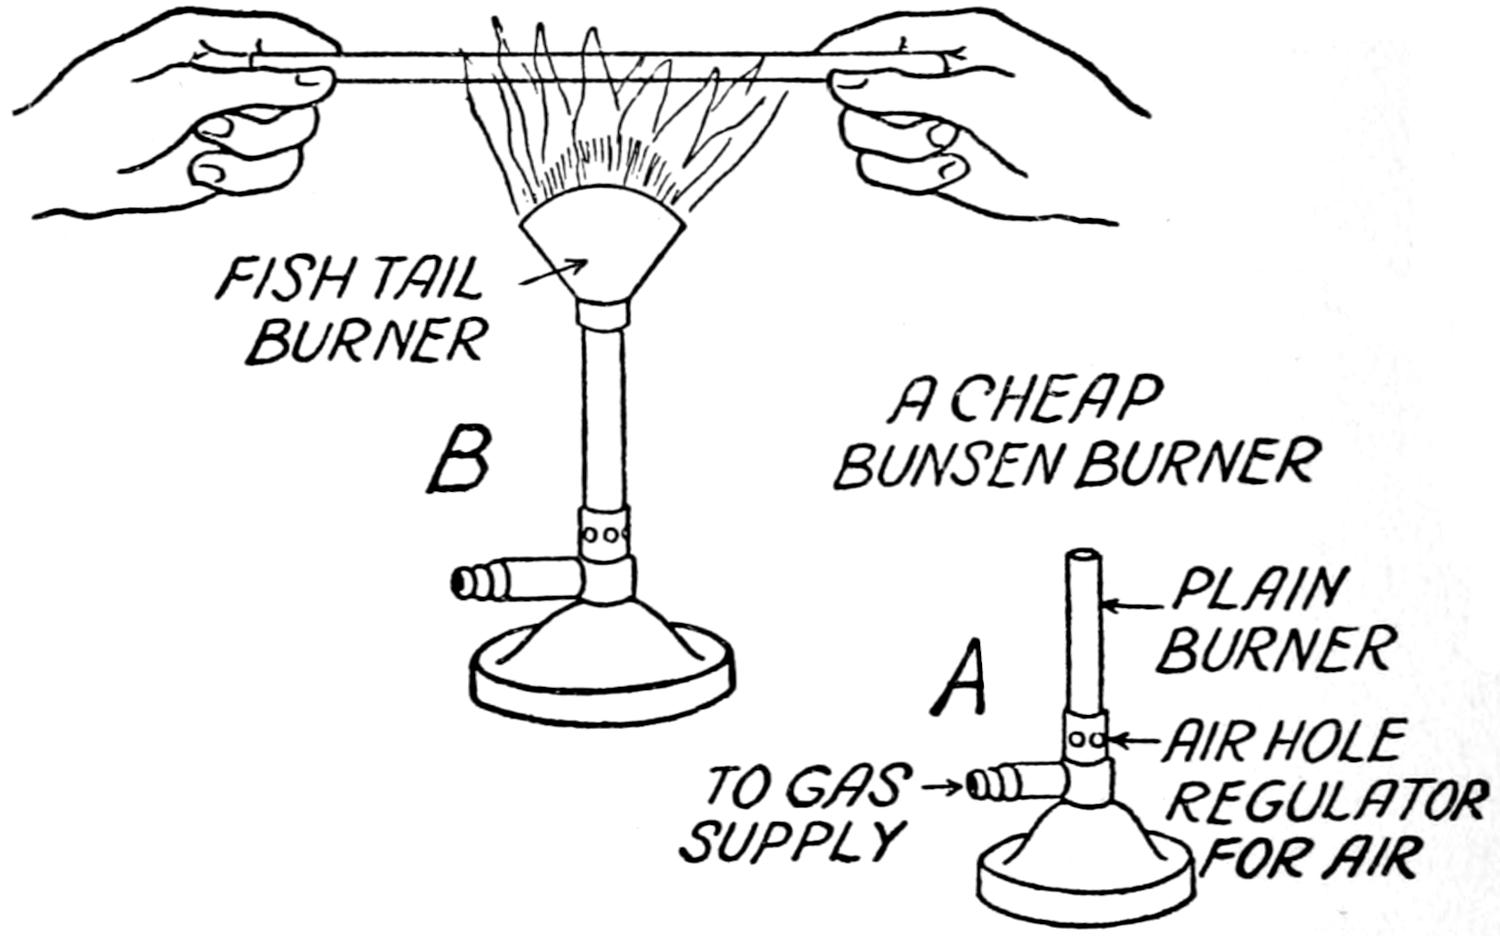 FISH TAIL
BURNER
B
A CHEAP
BUNSEN BURNER
PLAIN
BURNER
A
AIR HOLE
REGULATOR
FOR AIR
TO GAS
SUPPLY